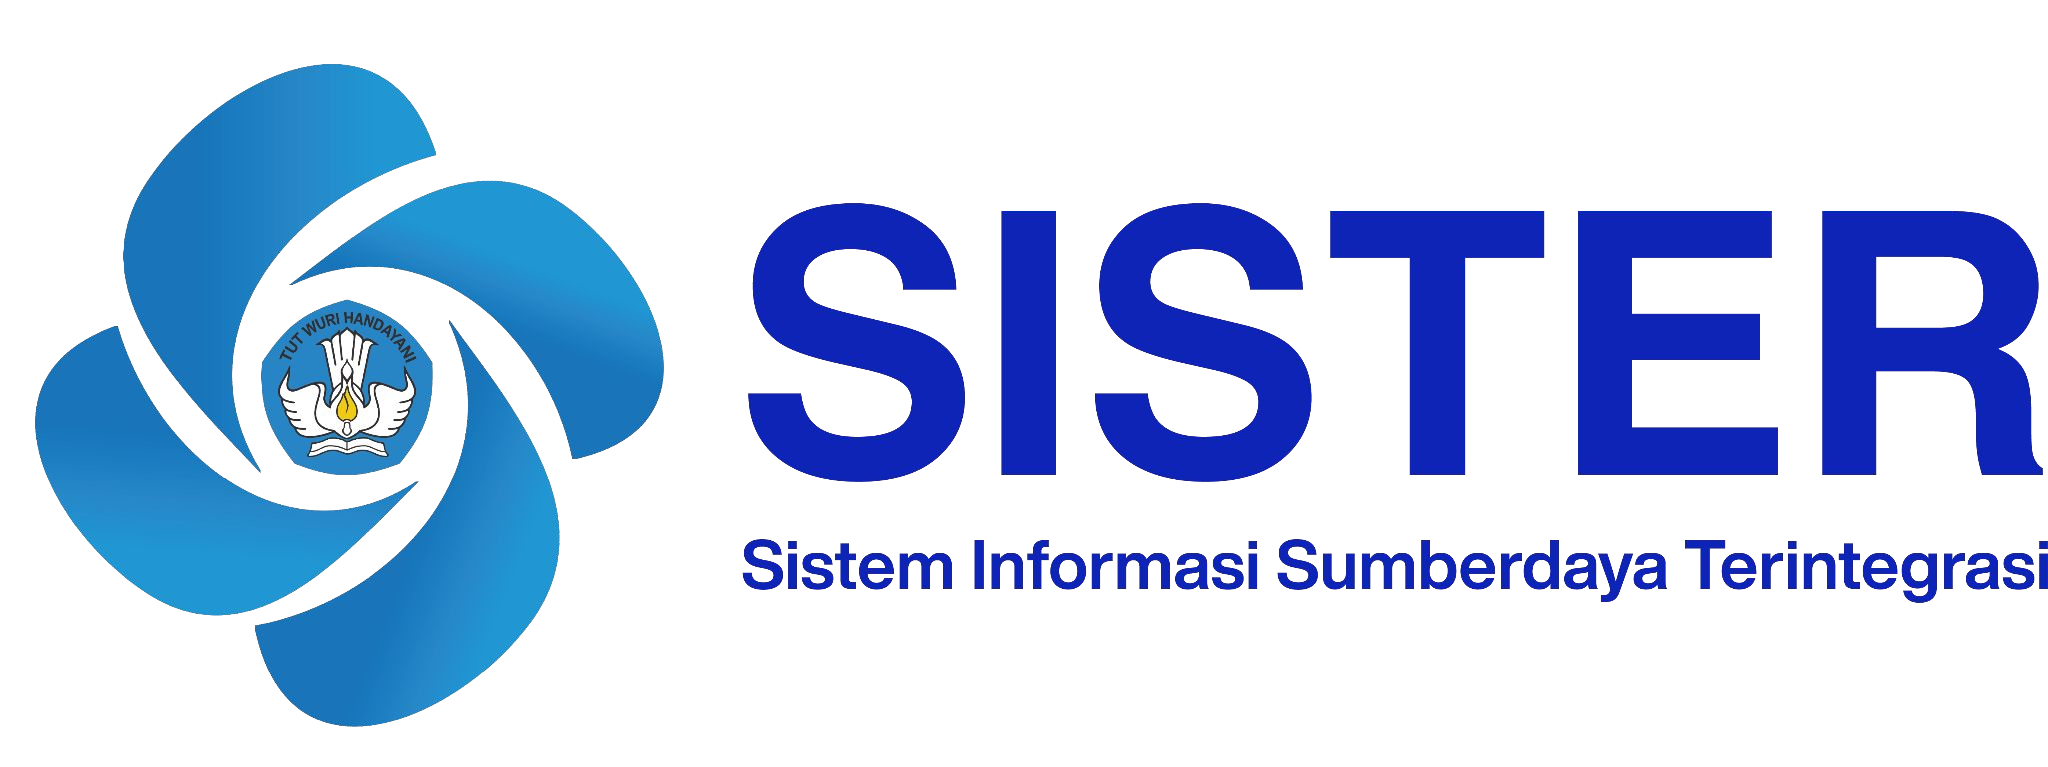 TUT WURI HANDAYANI
SISTER
Sistem Informasi Sumberdaya Terintegrasi